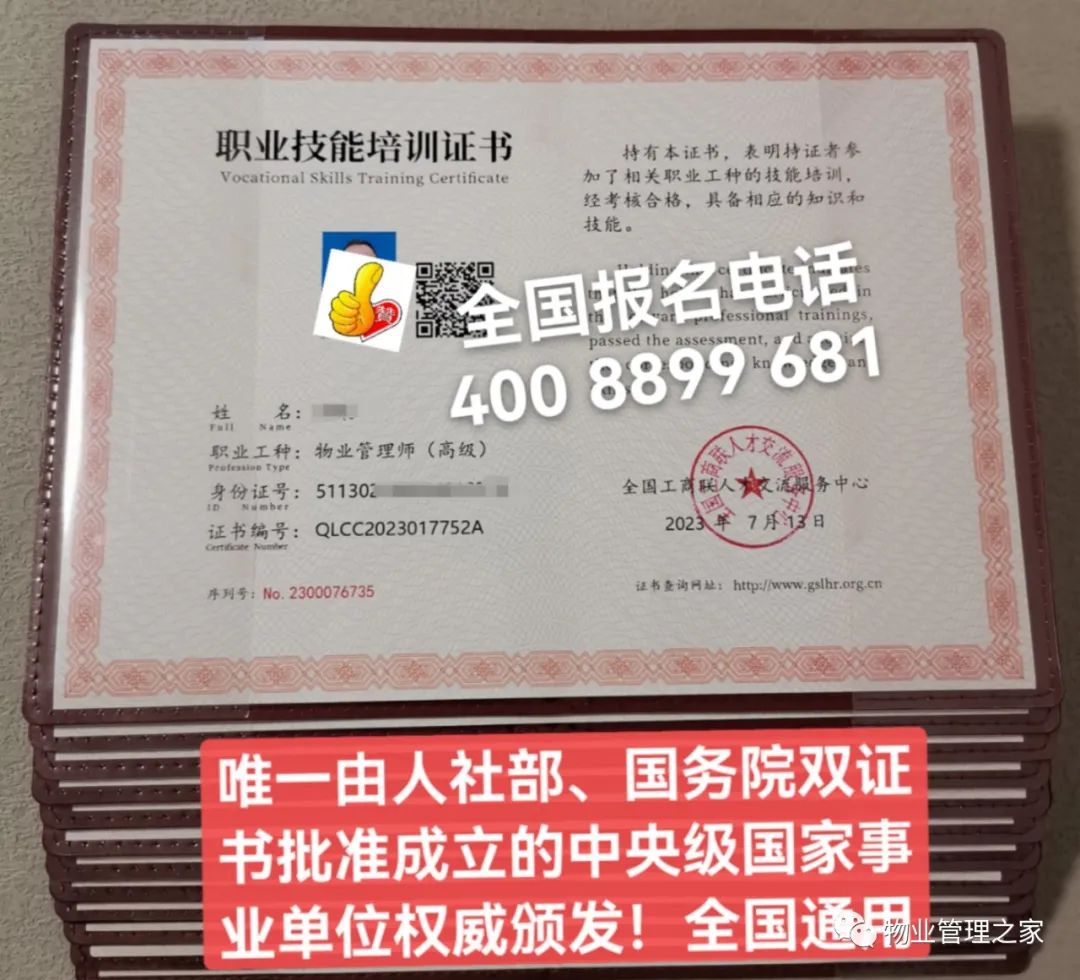 职业技能培训证书
Vocational Skills Training Certificate
持有本证书，表明持证者参
加了相关职业工种的技能培训，
经考核合格，具备相应的知识和
技能。
professional trainings,
passed the assessment, and
全国报名电话
400 8899 681
赞
姓 名：
Full Name
职业工种：物业管理师（高级）
Profession Type
身份证号：511302
ID Number
证书编号：QLCC2023017752A
Certificate Number
序列号：No. 2300076735
全国工商联人才交流服务中心
2023 年 7 月 13 日
证书查询网址：http://www.gslhr.org.cn
唯一由人社部、国务院双证
书批准成立的中央级国家事
业单位权威颁发！全国通用
物业管理之家